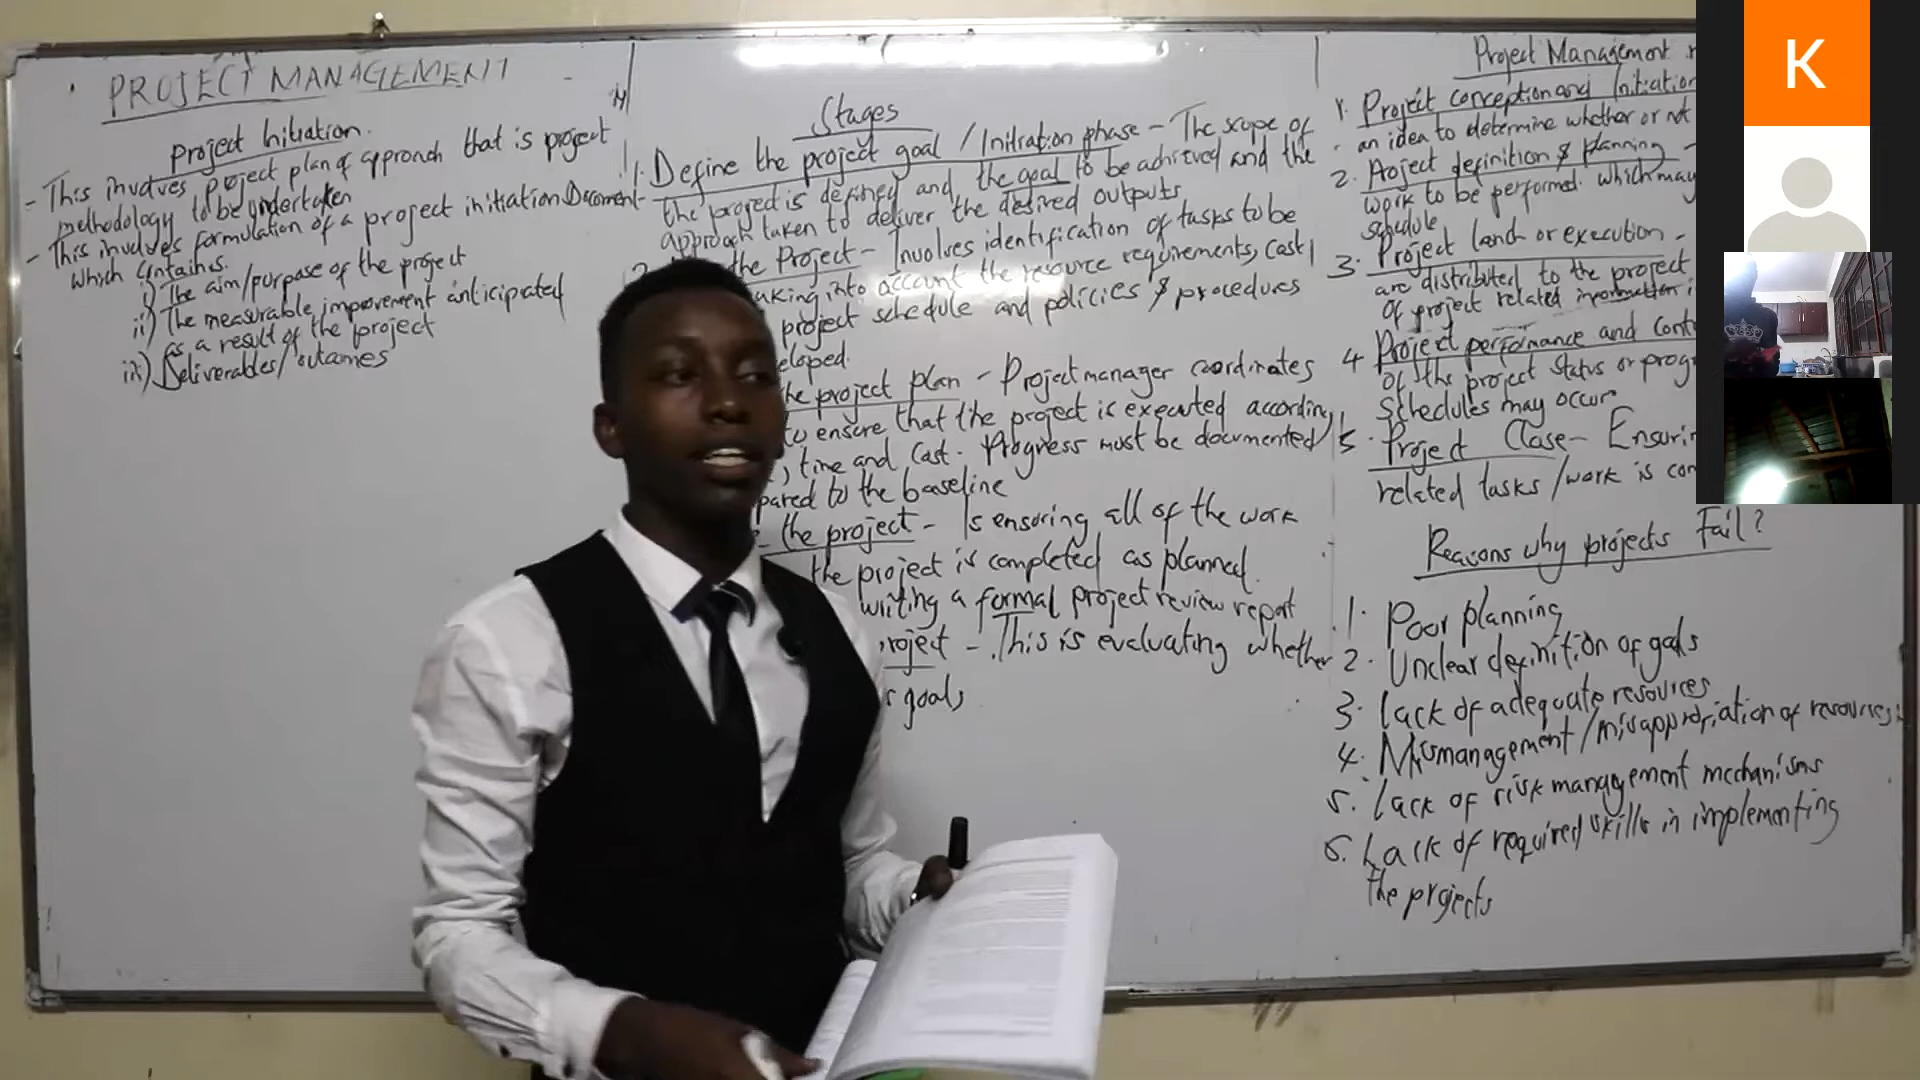 PROJECT MANAGEMENT
Project Initiation.
- This involves project plan of approach that is project
methodology to be undertaken
- This involves formulation of a project initiation Document
which contains.
i) The aim/purpose of the project
ii) The measurable improvement anticipated
as a result of the project
iii) Deliverables/outcomes
Stages
1. Define the project goal / Initiation phase - The scope of
the project is defined and the goal to be achieved and the
approach taken to deliver the desired outputs
the Project - Involves identification of tasks to be
taking into account the resource requirements, cost,
project schedule and policies & procedures
eloped.
the project plan - Project manager coordinates
to ensure that the project is executed according
, time and cost. Progress must be documented
pared to the baseline
the project - Is ensuring all of the work
the project is completed as planned.
writing a formal project review report
roject - This is evaluating whether
goals
Project Management
1. Project conception and Initiation
- an idea to determine whether or not
2. Project definition & planning -
work to be performed. which may
schedule
3. Project launch or execution -
are distributed to the project
of project related information
4 Project performance and Cont
of the project status or prog
schedules may occur
5. Project Close - Ensurin
related tasks/work is co
Reasons why projects Fail?
1. Poor planning
2. Unclear definition of goals
3. Lack of adequate resources
4. Mismanagement/misappropriation of resources
5. Lack of risk management mechanisms
6. Lack of required skills in implementing
the projects
K